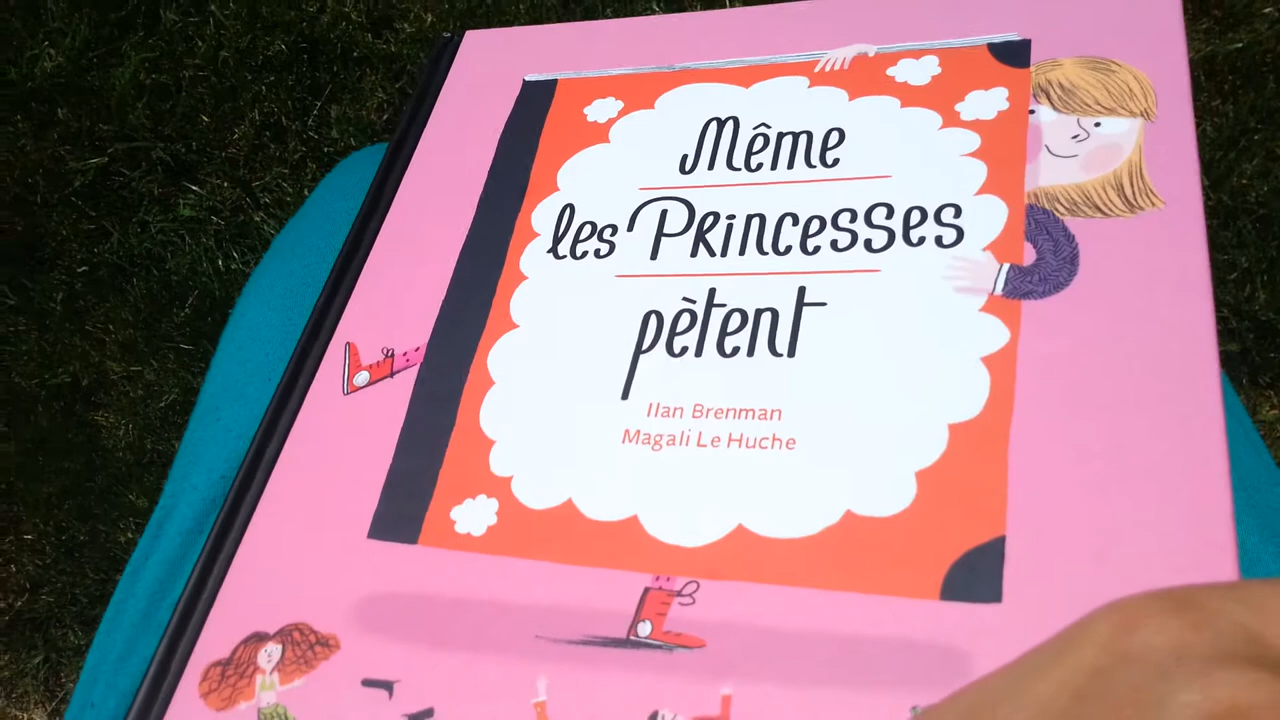 Même
les Princesses
pètent
Ilan Brenman
Magali Le Huche